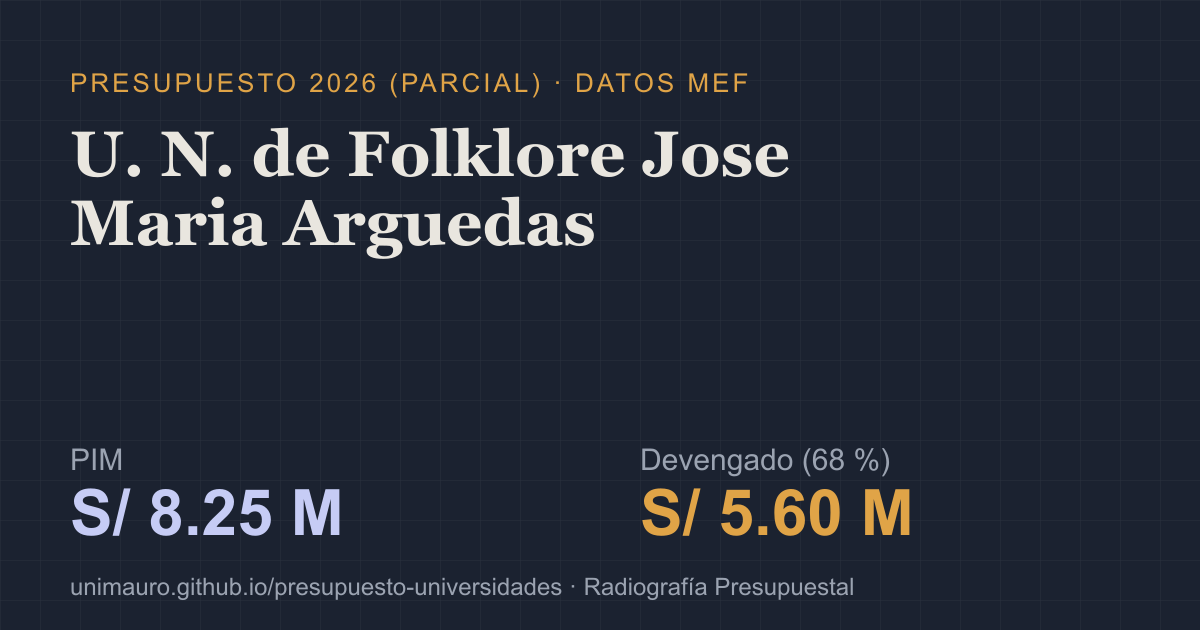 PRESUPUESTO 2026 (PARCIAL) · DATOS MEF
U. N. de Folklore Jose
Maria Arguedas
PIM
S/ 8.25 M
Devengado (68 %)
S/ 5.60 M
unimauro.github.io/presupuesto-universidades · Radiografía Presupuestal